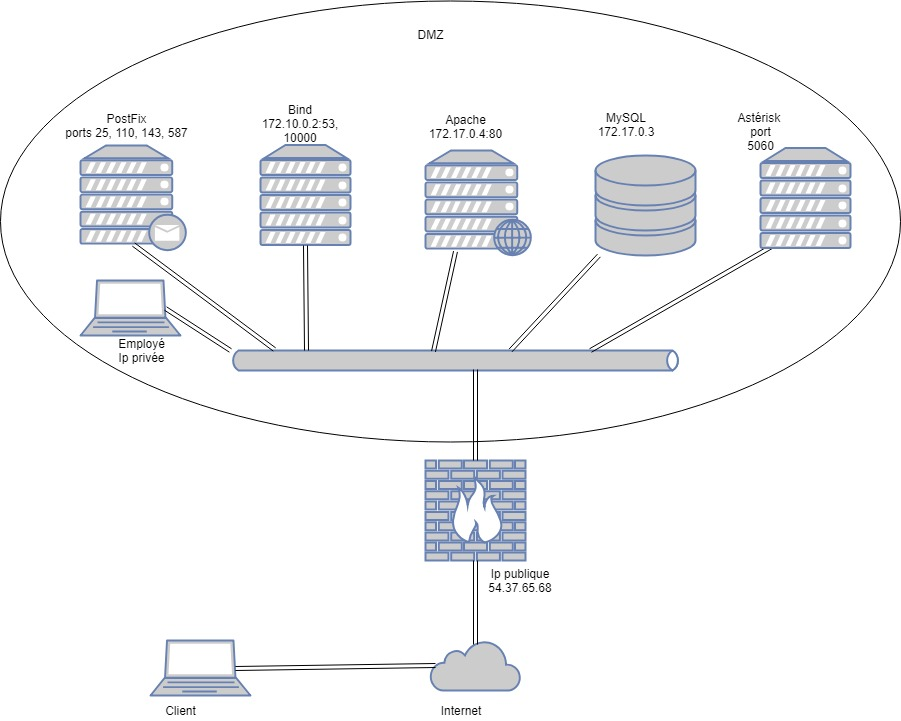 DMZ
PostFix
ports 25, 110, 143, 587
Bind
172.10.0.2:53,
10000
Apache
172.17.0.4:80
MySQL
172.17.0.3
Astérisk
port
5060
Employé
Ip privée
Ip publique
54.37.65.68
Client
Internet